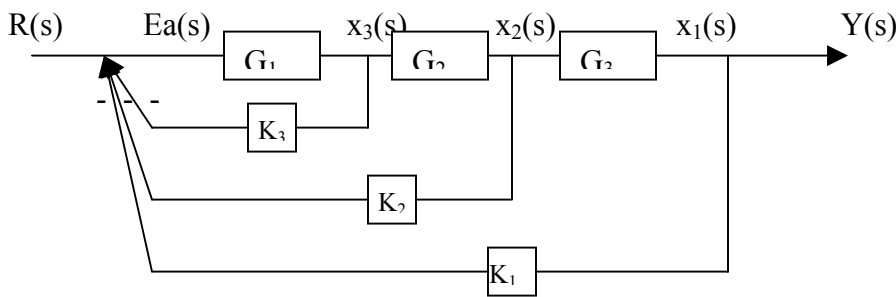 R(s) Ea(s) x₃(s) x₂(s) x₁(s) Y(s)
G₁ G₂ G₃
- - -
K₃
K₂
K₁